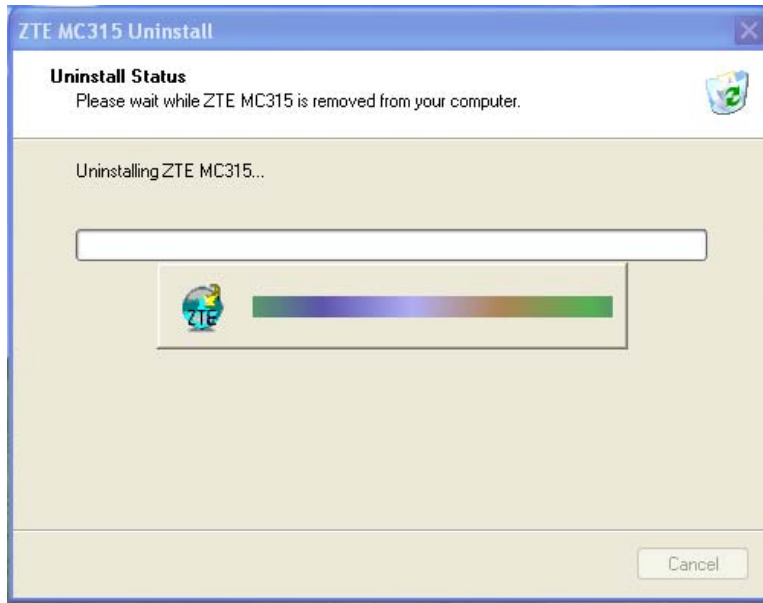 ZTE MC315 Uninstall
Uninstall Status
Please wait while ZTE MC315 is removed from your computer.
Uninstalling ZTE MC315...
ZTE
Cancel